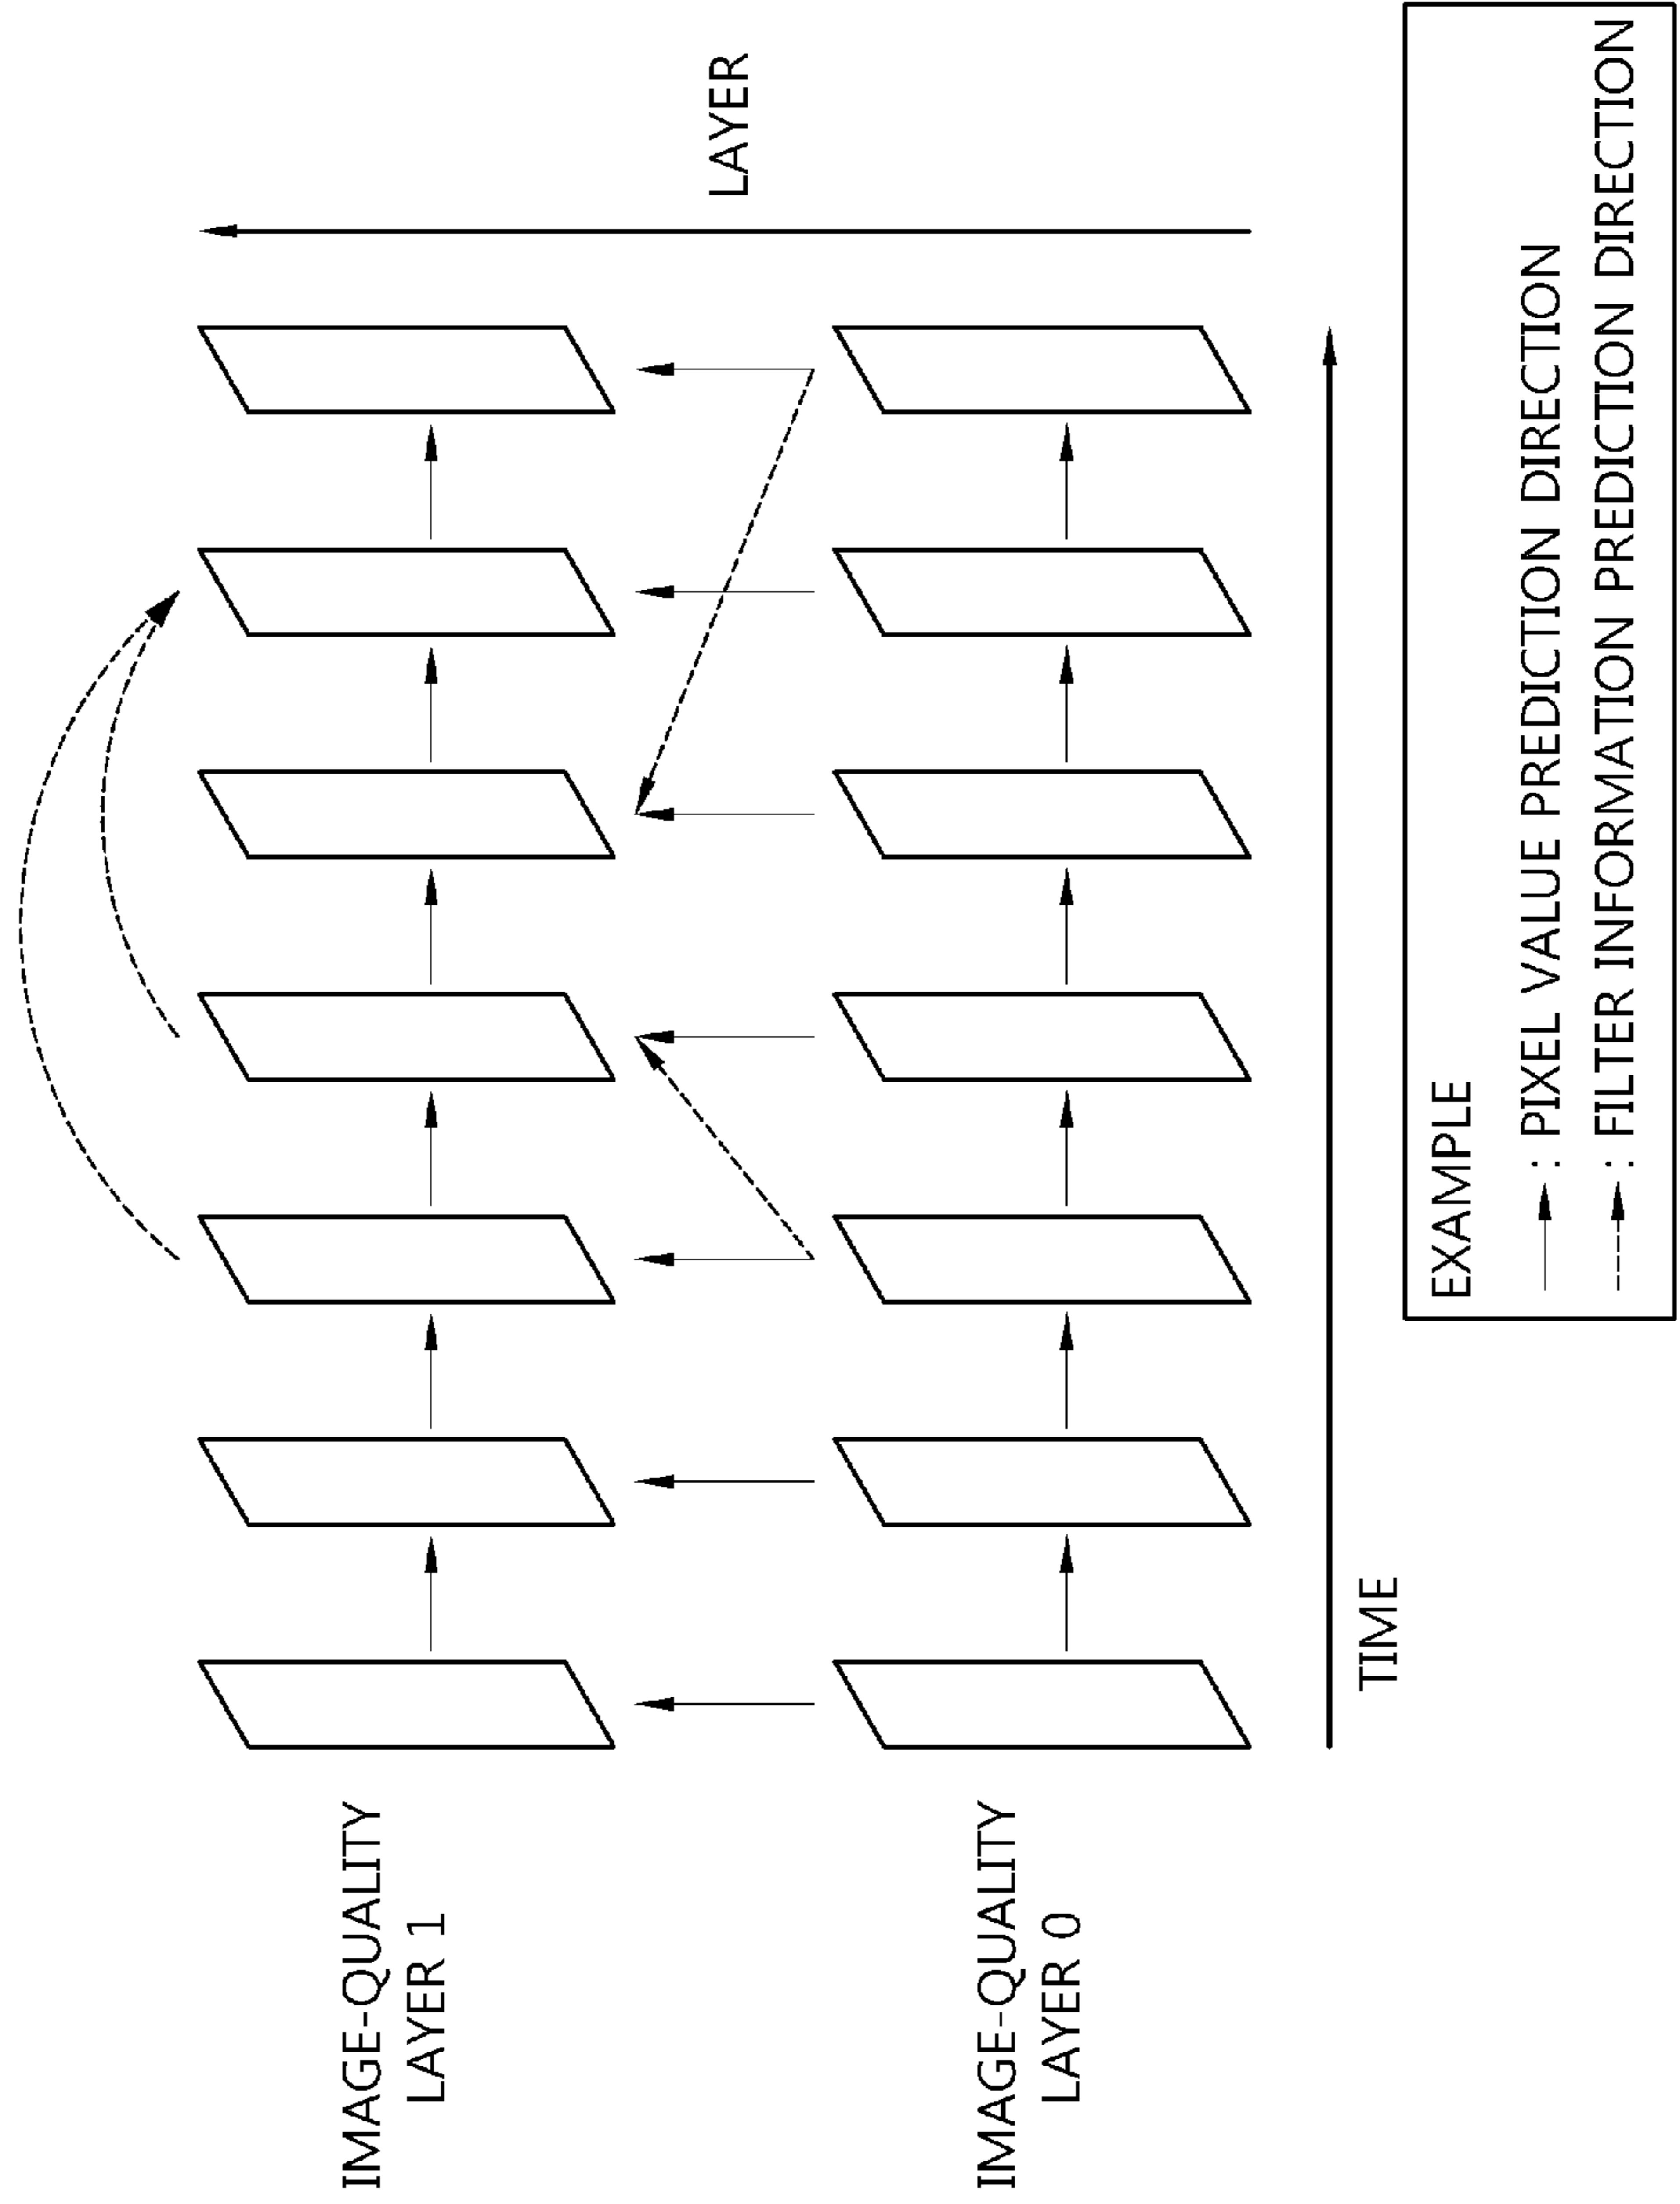 LAYER
IMAGE-QUALITY
LAYER 1
IMAGE-QUALITY
LAYER 0
TIME
EXAMPLE
: PIXEL VALUE PREDICTION DIRECTION
: FILTER INFORMATION PREDICTION DIRECTION